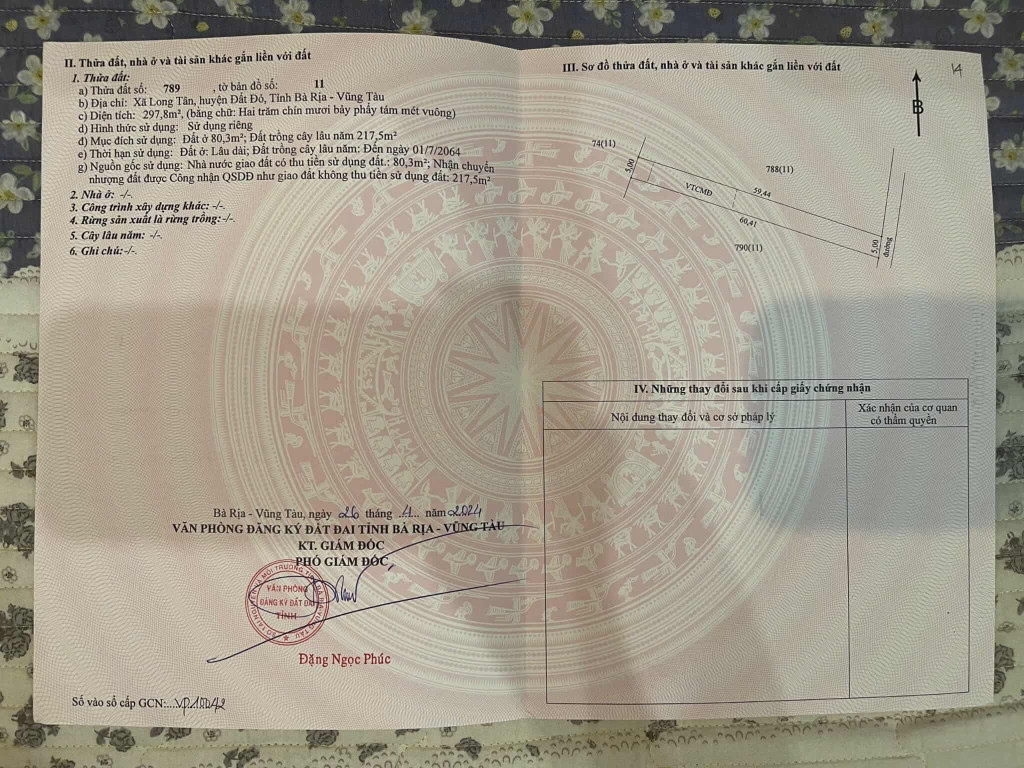 II. Thửa đất, nhà ở và tài sản khác gắn liền với đất
1. Thửa đất:
a) Thửa đất số: 789 , tờ bản đồ số: 11
b) Địa chỉ: Xã Long Tân, huyện Đất Đỏ, Tỉnh Bà Rịa - Vũng Tàu
c) Diện tích: 297,8m², (bằng chữ: Hai trăm chín mươi bảy phẩy tám mét vuông)
d) Hình thức sử dụng: Sử dụng riêng
đ) Mục đích sử dụng: Đất ở 80,3m²; Đất trồng cây lâu năm 217,5m²
e) Thời hạn sử dụng: Đất ở: Lâu dài; Đất trồng cây lâu năm: Đến ngày 01/7/2064
g) Nguồn gốc sử dụng: Nhà nước giao đất có thu tiền sử dụng đất.: 80,3m²; Nhận chuyển
nhượng đất được Công nhận QSDĐ như giao đất không thu tiền sử dụng đất: 217,5m²
2. Nhà ở: -/-.
3. Công trình xây dựng khác: -/-.
4. Rừng sản xuất là rừng trồng:-/-.
5. Cây lâu năm: -/-.
6. Ghi chú:-/-.
Bà Rịa - Vũng Tàu, ngày 26 tháng .4... năm 2024
VĂN PHÒNG ĐĂNG KÝ ĐẤT ĐAI TỈNH BÀ RỊA - VŨNG TÀU
KT. GIÁM ĐỐC
PHÓ GIÁM ĐỐC
VĂN PHÒNG
ĐĂNG KÝ ĐẤT ĐAI
TỈNH
Đặng Ngọc Phúc
Số vào sổ cấp GCN:
III. Sơ đồ thửa đất, nhà ở và tài sản khác gắn liền với đất
14
B
74(11)
788(11)
5,00
VTCMĐ
59,44
60,41
790(11)
5,00
đường
IV. Những thay đổi sau khi cấp giấy chứng nhận
Nội dung thay đổi và cơ sở pháp lý
Xác nhận của cơ quan
có thẩm quyền